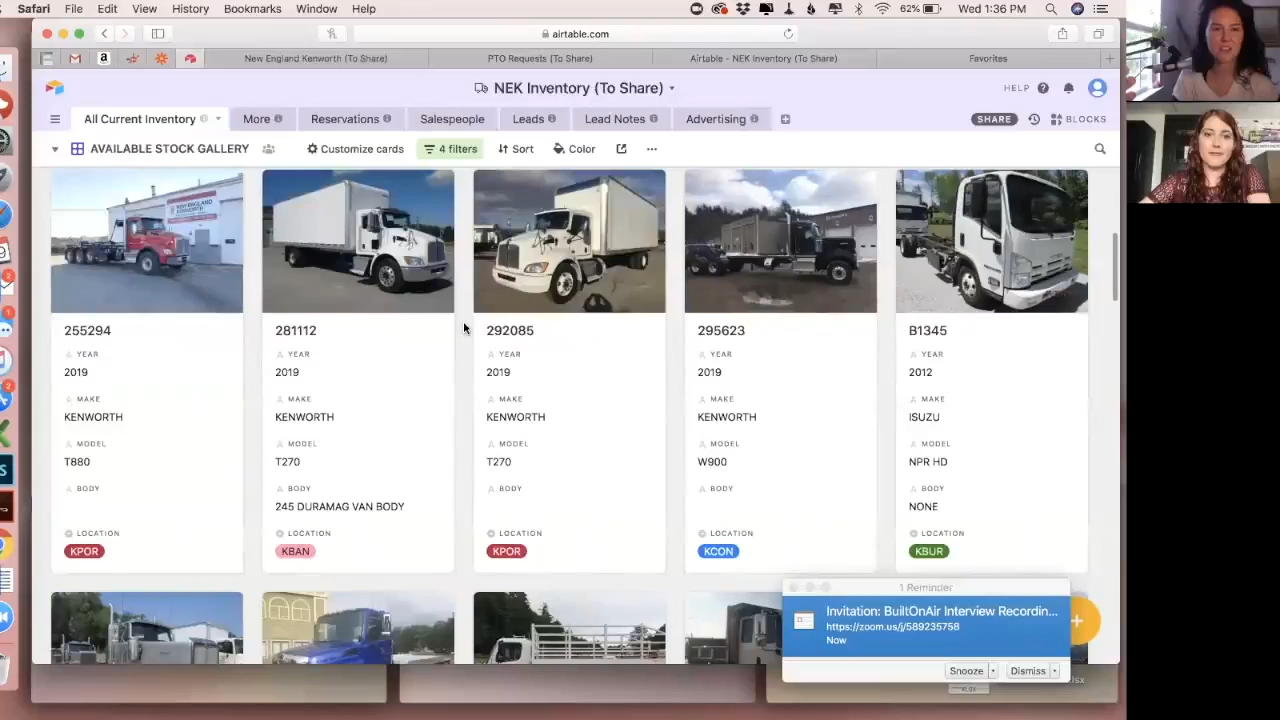 Safari File Edit View History Bookmarks Window Help 62% Wed 1:36 PM
airtable.com
New England Kenworth (To Share) PTO Requests (To Share) Airtable - NEK Inventory (To Share) Favorites
NEK Inventory (To Share) HELP
All Current Inventory More Reservations Salespeople Leads Lead Notes Advertising SHARE BLOCKS
AVAILABLE STOCK GALLERY Customize cards 4 filters Sort Color
NEW ENGLAND
KENWORTH
255294 281112 292085 295623 B1345
YEAR YEAR YEAR YEAR YEAR
2019 2019 2019 2019 2012
MAKE MAKE MAKE MAKE MAKE
KENWORTH KENWORTH KENWORTH KENWORTH ISUZU
MODEL MODEL MODEL MODEL MODEL
T880 T270 T270 W900 NPR HD
BODY BODY BODY BODY BODY
245 DURAMAG VAN BODY NONE
LOCATION LOCATION LOCATION LOCATION LOCATION
KPOR KBAN KPOR KCON KBUR
1 Reminder
Invitation: BuiltOnAir Interview Recordin...
https://zoom.us/j/589235758
Now
Snooze Dismiss
XLSX